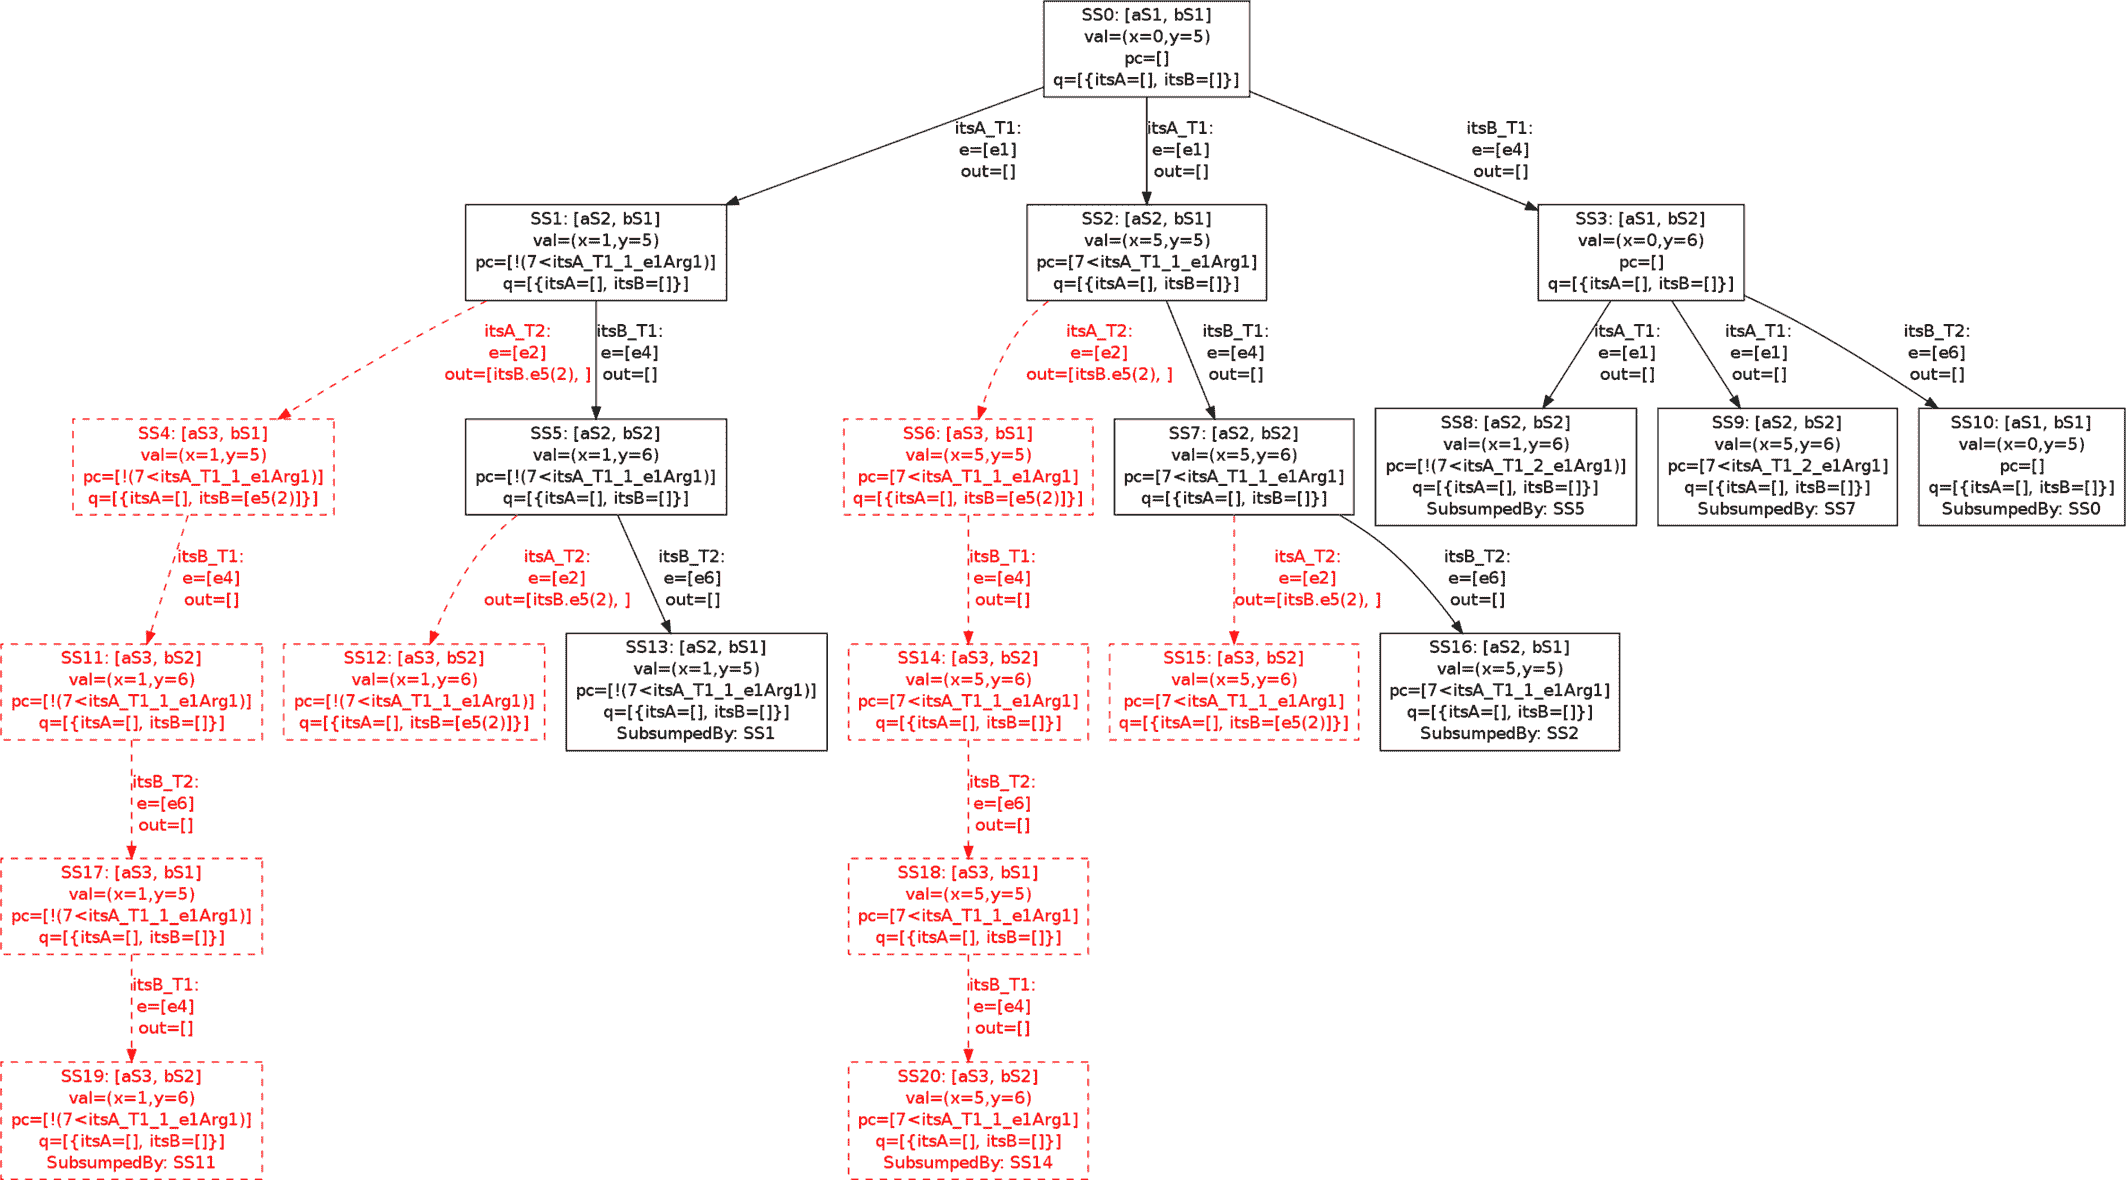 SS0: [aS1, bS1]
val=(x=0,y=5)
pc=[]
q=[{itsA=[], itsB=[]}]
itsA_T1:
e=[e1]
out=[]
itsA_T1:
e=[e1]
out=[]
itsB_T1:
e=[e4]
out=[]
SS1: [aS2, bS1]
val=(x=1,y=5)
pc=[!(7<itsA_T1_1_e1Arg1)]
q=[{itsA=[], itsB=[]}]
SS2: [aS2, bS1]
val=(x=5,y=5)
pc=[7<itsA_T1_1_e1Arg1]
q=[{itsA=[], itsB=[]}]
SS3: [aS1, bS2]
val=(x=0,y=6)
pc=[]
q=[{itsA=[], itsB=[]}]
itsA_T2:
e=[e2]
out=[itsB.e5(2), ]
itsB_T1:
e=[e4]
out=[]
itsA_T2:
e=[e2]
out=[itsB.e5(2), ]
itsB_T1:
e=[e4]
out=[]
itsA_T1:
e=[e1]
out=[]
itsA_T1:
e=[e1]
out=[]
itsB_T2:
e=[e6]
out=[]
SS4: [aS3, bS1]
val=(x=1,y=5)
pc=[!(7<itsA_T1_1_e1Arg1)]
q=[{itsA=[], itsB=[e5(2)]}]
SS5: [aS2, bS2]
val=(x=1,y=6)
pc=[!(7<itsA_T1_1_e1Arg1)]
q=[{itsA=[], itsB=[]}]
SS6: [aS3, bS1]
val=(x=5,y=5)
pc=[7<itsA_T1_1_e1Arg1]
q=[{itsA=[], itsB=[e5(2)]}]
SS7: [aS2, bS2]
val=(x=5,y=6)
pc=[7<itsA_T1_1_e1Arg1]
q=[{itsA=[], itsB=[]}]
SS8: [aS2, bS2]
val=(x=1,y=6)
pc=[!(7<itsA_T1_2_e1Arg1)]
q=[{itsA=[], itsB=[]}]
SubsumpedBy: SS5
SS9: [aS2, bS2]
val=(x=5,y=6)
pc=[7<itsA_T1_2_e1Arg1]
q=[{itsA=[], itsB=[]}]
SubsumpedBy: SS7
SS10: [aS1, bS1]
val=(x=0,y=5)
pc=[]
q=[{itsA=[], itsB=[]}]
SubsumpedBy: SS0
itsB_T1:
e=[e4]
out=[]
itsA_T2:
e=[e2]
out=[itsB.e5(2), ]
itsB_T2:
e=[e6]
out=[]
itsB_T1:
e=[e4]
out=[]
itsA_T2:
e=[e2]
out=[itsB.e5(2), ]
itsB_T2:
e=[e6]
out=[]
SS11: [aS3, bS2]
val=(x=1,y=6)
pc=[!(7<itsA_T1_1_e1Arg1)]
q=[{itsA=[], itsB=[]}]
SS12: [aS3, bS2]
val=(x=1,y=6)
pc=[!(7<itsA_T1_1_e1Arg1)]
q=[{itsA=[], itsB=[e5(2)]}]
SS13: [aS2, bS1]
val=(x=1,y=5)
pc=[!(7<itsA_T1_1_e1Arg1)]
q=[{itsA=[], itsB=[]}]
SubsumpedBy: SS1
SS14: [aS3, bS2]
val=(x=5,y=6)
pc=[7<itsA_T1_1_e1Arg1]
q=[{itsA=[], itsB=[]}]
SS15: [aS3, bS2]
val=(x=5,y=6)
pc=[7<itsA_T1_1_e1Arg1]
q=[{itsA=[], itsB=[e5(2)]}]
SS16: [aS2, bS1]
val=(x=5,y=5)
pc=[7<itsA_T1_1_e1Arg1]
q=[{itsA=[], itsB=[]}]
SubsumpedBy: SS2
itsB_T2:
e=[e6]
out=[]
itsB_T2:
e=[e6]
out=[]
SS17: [aS3, bS1]
val=(x=1,y=5)
pc=[!(7<itsA_T1_1_e1Arg1)]
q=[{itsA=[], itsB=[]}]
SS18: [aS3, bS1]
val=(x=5,y=5)
pc=[7<itsA_T1_1_e1Arg1]
q=[{itsA=[], itsB=[]}]
itsB_T1:
e=[e4]
out=[]
itsB_T1:
e=[e4]
out=[]
SS19: [aS3, bS2]
val=(x=1,y=6)
pc=[!(7<itsA_T1_1_e1Arg1)]
q=[{itsA=[], itsB=[]}]
SubsumpedBy: SS11
SS20: [aS3, bS2]
val=(x=5,y=6)
pc=[7<itsA_T1_1_e1Arg1]
q=[{itsA=[], itsB=[]}]
SubsumpedBy: SS14